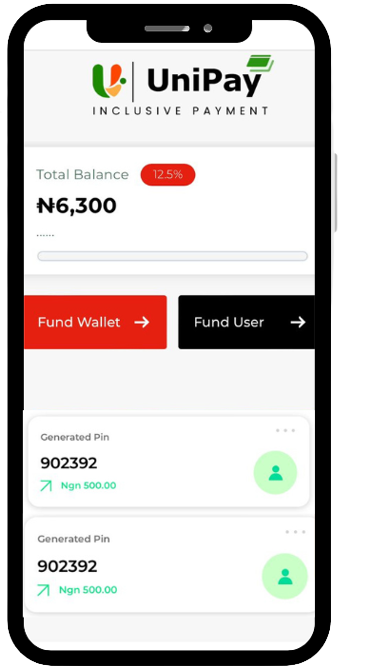 UniPay
INCLUSIVE PAYMENT
Total Balance 12.5%
₦6,300
......
Fund Wallet → Fund User →
Generated Pin
902392
Ngn 500.00
Generated Pin
902392
Ngn 500.00